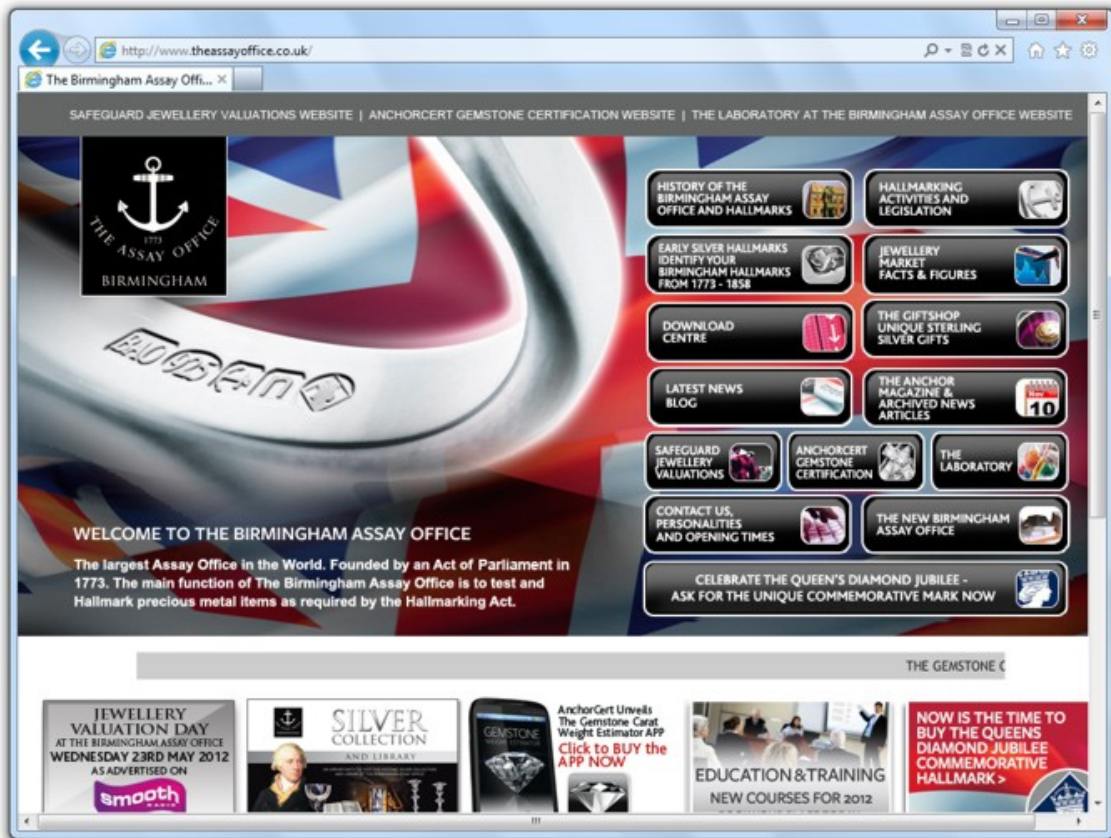 http://www.theassayoffice.co.uk/
The Birmingham Assay Offi...
SAFEGUARD JEWELLERY VALUATIONS WEBSITE | ANCHORCERT GEMSTONE CERTIFICATION WEBSITE | THE LABORATORY AT THE BIRMINGHAM ASSAY OFFICE WEBSITE
1773
THE ASSAY OFFICE
BIRMINGHAM
HISTORY OF THE
BIRMINGHAM ASSAY
OFFICE AND HALLMARKS
HALLMARKING
ACTIVITIES AND
LEGISLATION
EARLY SILVER HALLMARKS
IDENTIFY YOUR
BIRMINGHAM HALLMARKS
FROM 1773 - 1858
JEWELLERY
MARKET
FACTS & FIGURES
DOWNLOAD
CENTRE
THE GIFTSHOP
UNIQUE STERLING
SILVER GIFTS
LATEST NEWS
BLOG
THE ANCHOR
MAGAZINE &
ARCHIVED NEWS
ARTICLES
Nov
10
SAFEGUARD
JEWELLERY
VALUATIONS
ANCHORCERT
GEMSTONE
CERTIFICATION
THE
LABORATORY
CONTACT US,
PERSONALITIES
AND OPENING TIMES
THE NEW BIRMINGHAM
ASSAY OFFICE
CELEBRATE THE QUEEN'S DIAMOND JUBILEE -
ASK FOR THE UNIQUE COMMEMORATIVE MARK NOW
WELCOME TO THE BIRMINGHAM ASSAY OFFICE
The largest Assay Office in the World. Founded by an Act of Parliament in
1773. The main function of The Birmingham Assay Office is to test and
Hallmark precious metal items as required by the Hallmarking Act.
THE GEMSTONE
JEWELLERY
VALUATION DAY
AT THE BIRMINGHAM ASSAY OFFICE
WEDNESDAY 23RD MAY 2012
AS ADVERTISED ON
smooth
SILVER
COLLECTION
AND LIBRARY
GEMSTONE
WEIGHT ESTIMATOR
AnchorCert Unveils
The Gemstone Carat
Weight Estimator APP
Click to BUY the
APP NOW
EDUCATION & TRAINING
NEW COURSES FOR 2012
NOW IS THE TIME TO
BUY THE QUEENS
DIAMOND JUBILEE
COMMEMORATIVE
HALLMARK >